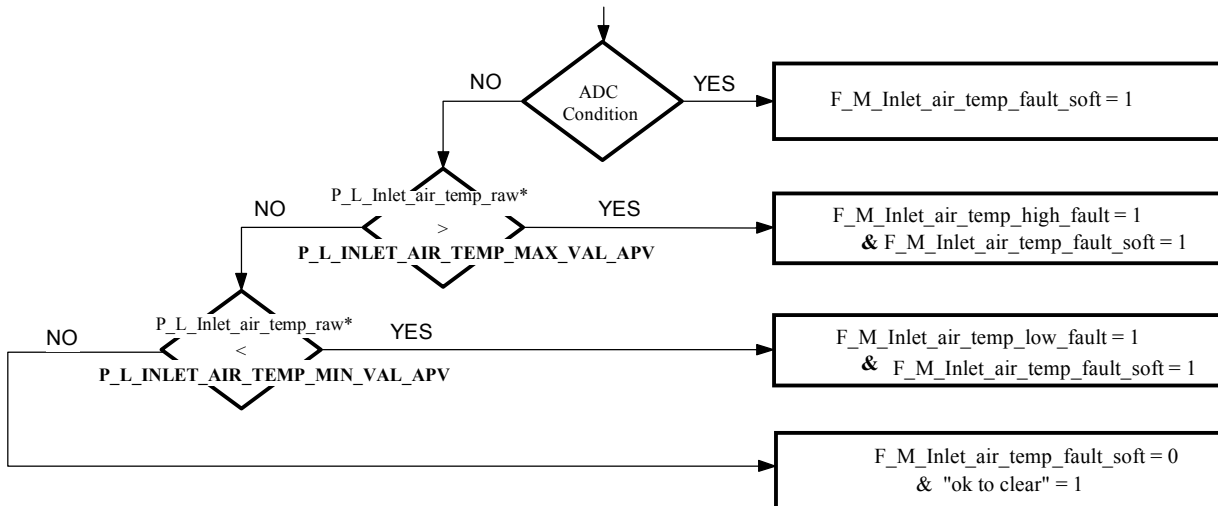 NO
ADC
Condition
YES
F_M_Inlet_air_temp_fault_soft = 1
NO
P_L_Inlet_air_temp_raw*
>
P_L_INLET_AIR_TEMP_MAX_VAL_APV
YES
F_M_Inlet_air_temp_high_fault = 1
& F_M_Inlet_air_temp_fault_soft = 1
NO
P_L_Inlet_air_temp_raw*
<
P_L_INLET_AIR_TEMP_MIN_VAL_APV
YES
F_M_Inlet_air_temp_low_fault = 1
& F_M_Inlet_air_temp_fault_soft = 1
F_M_Inlet_air_temp_fault_soft = 0
& "ok to clear" = 1